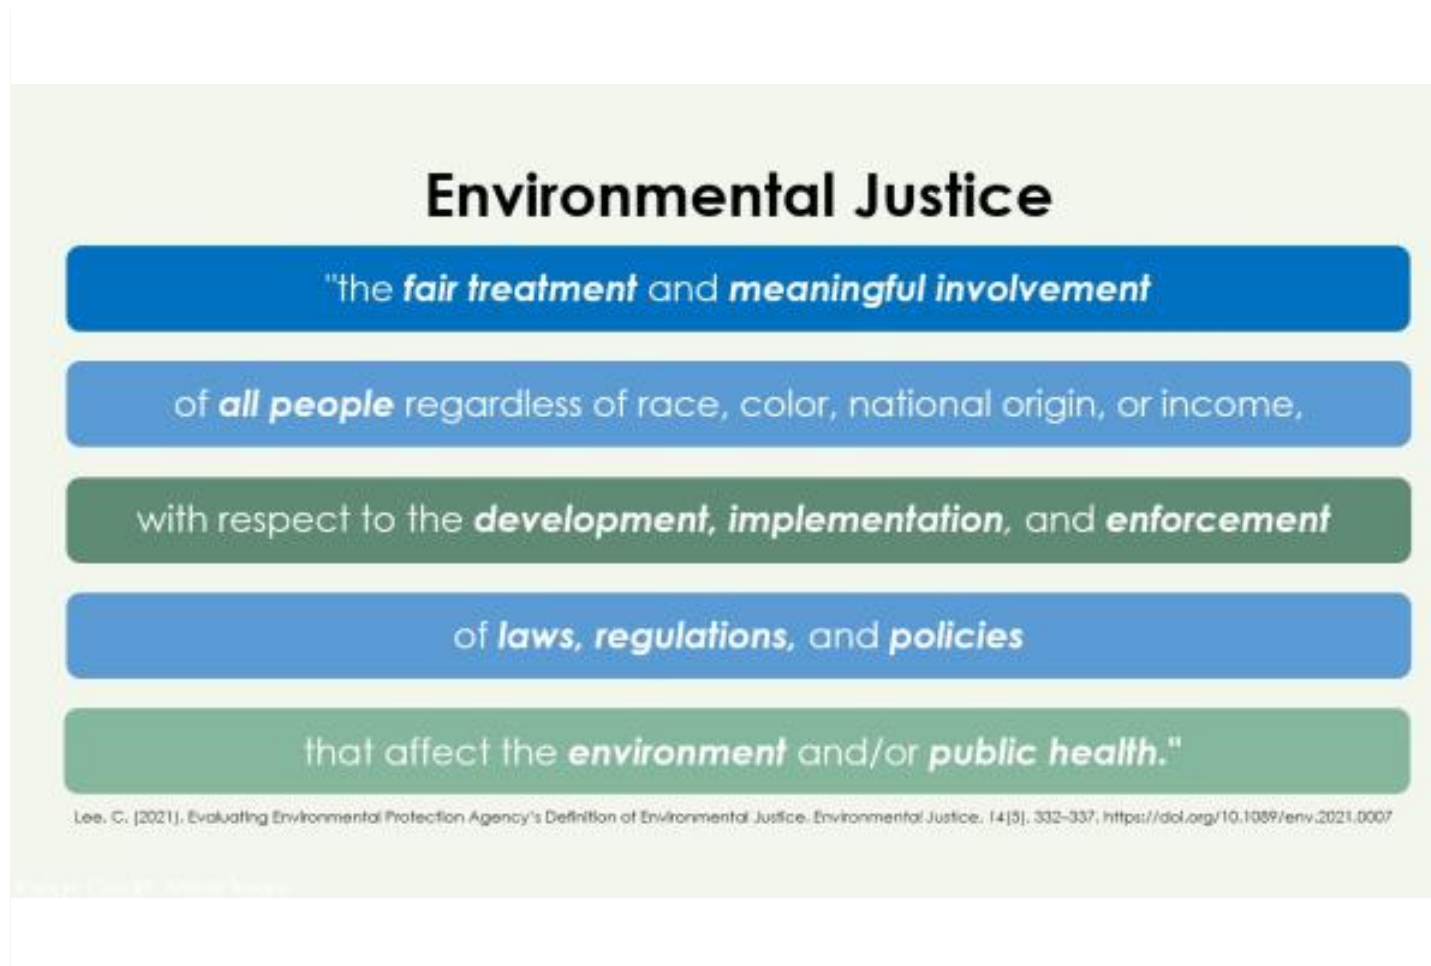 Environmental Justice
"the fair treatment and meaningful involvement
of all people regardless of race, color, national origin, or income,
with respect to the development, implementation, and enforcement
of laws, regulations, and policies
that affect the environment and/or public health."
Lee, C. (2021). Evaluating Environmental Protection Agency's Definition of Environmental Justice. Environmental Justice. 14(5). 332–337. https://doi.org/10.1089/env.2021.0007